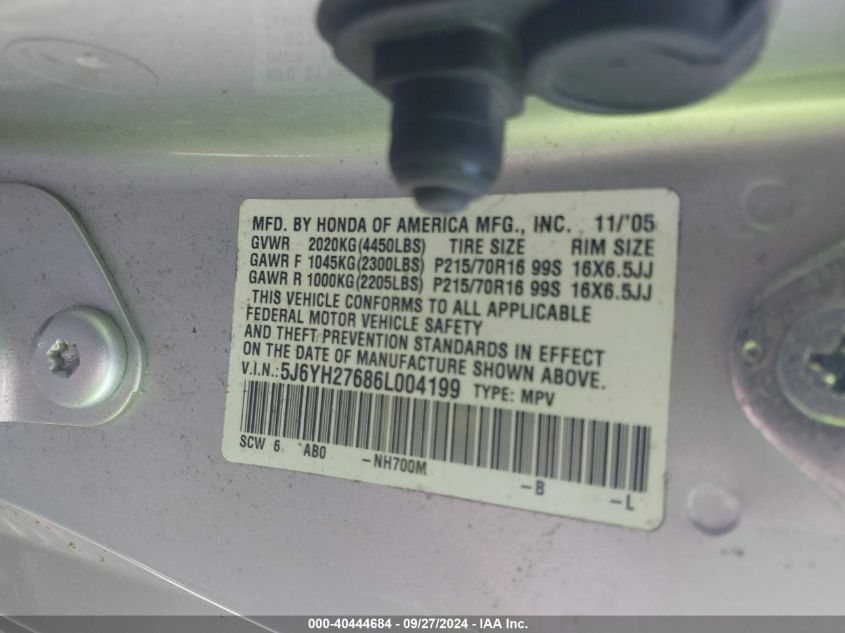 MFD. BY HONDA OF AMERICA MFG., INC. 11/'05
GVWR 2020KG(4450LBS) TIRE SIZE RIM SIZE
GAWR F 1045KG(2300LBS) P215/70R16 99S 16X6.5JJ
GAWR R 1000KG(2205LBS) P215/70R16 99S 16X6.5JJ
THIS VEHICLE CONFORMS TO ALL APPLICABLE
FEDERAL MOTOR VEHICLE SAFETY
AND THEFT PREVENTION STANDARDS IN EFFECT
ON THE DATE OF MANUFACTURE SHOWN ABOVE.
V.I.N.:5J6YH27686L004199 TYPE: MPV
SCW 6 AB0 -NH700M -B -L
000-40444684 - 09/27/2024 - IAA Inc.